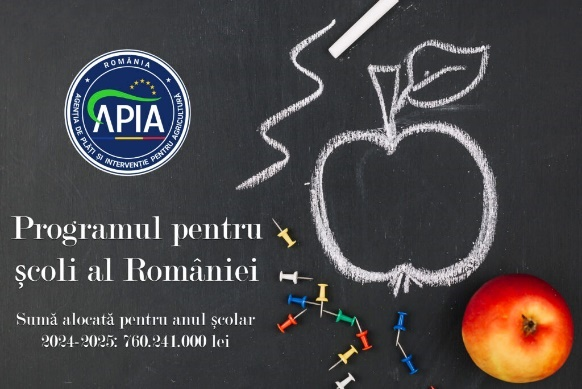 ROMÂNIA
APIA
AGENȚIA DE PLĂȚI ȘI INTERVENȚIE PENTRU AGRICULTURĂ
Programul pentru
școli al României
Sumă alocată pentru anul școlar
2024-2025: 760.241.000 lei